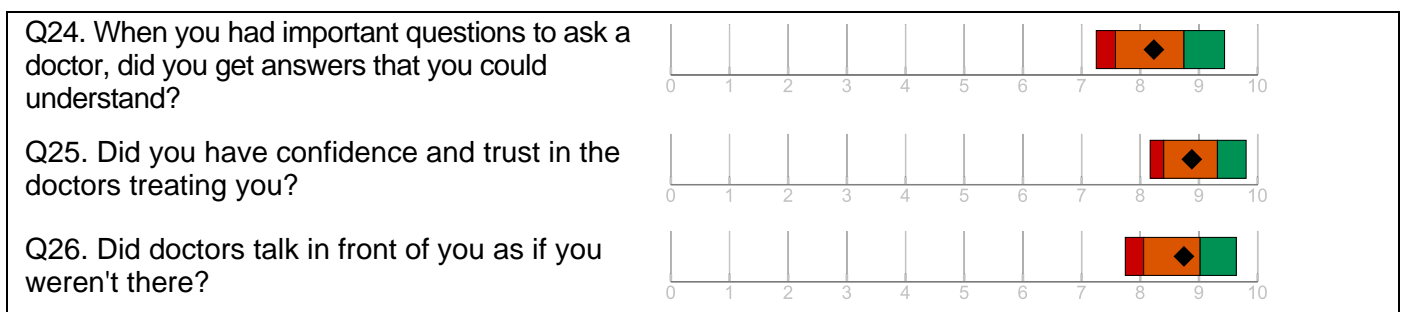 Q24. When you had important questions to ask a
doctor, did you get answers that you could
understand?
0 1 2 3 4 5 6 7 8 9 10
Q25. Did you have confidence and trust in the
doctors treating you?
0 1 2 3 4 5 6 7 8 9 10
Q26. Did doctors talk in front of you as if you
weren't there?
0 1 2 3 4 5 6 7 8 9 10